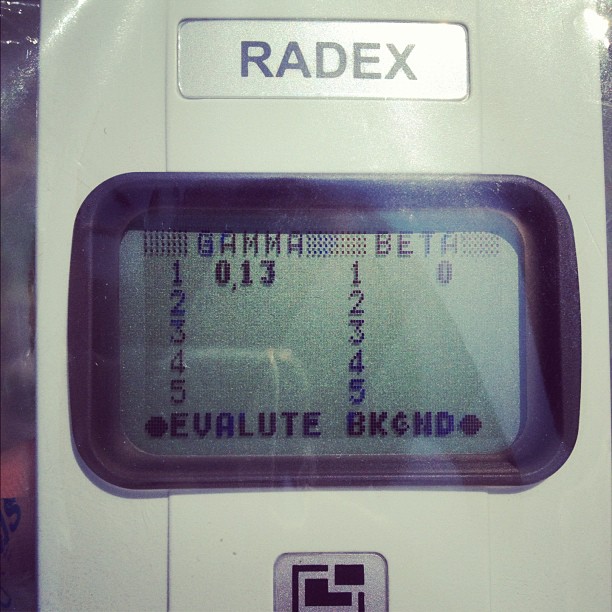 RADEX
GAMMA BETA
1 0,13 1 0
2 2
3 3
4 4
5 5
EVALUTE BKGND